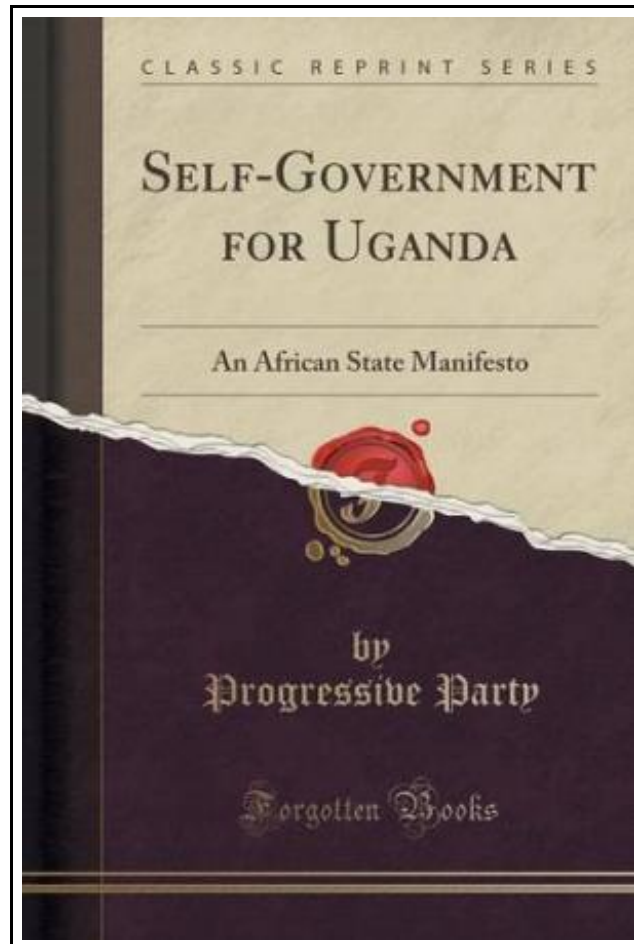 CLASSIC REPRINT SERIES
SELF-GOVERNMENT
FOR UGANDA
An African State Manifesto
by
Progressive Party
Forgotten Books